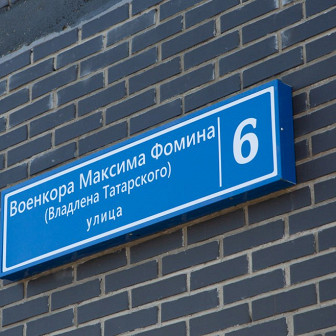 Военкора Максима Фомина
(Владлена Татарского)
улица
6